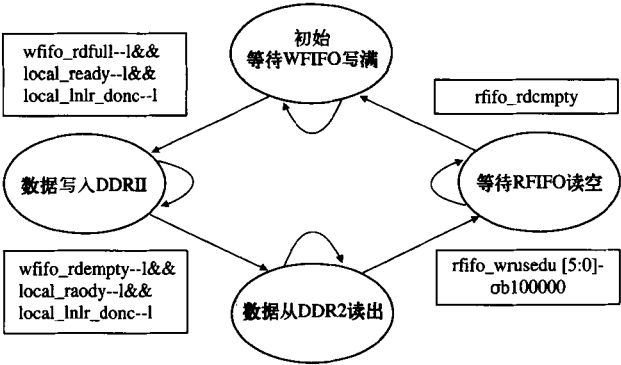 初始
等待WFIFO写满
wfifo_rdfull--l&&
local_ready--l&&
local_lnlr_donc--l
rfifo_rdcmpty
数据写入DDRII
等待RFIFO读空
wfifo_rdempty--l&&
local_raody--l&&
local_lnlr_donc--l
数据从DDR2读出
rfifo_wrusedu [5:0]-
σb100000